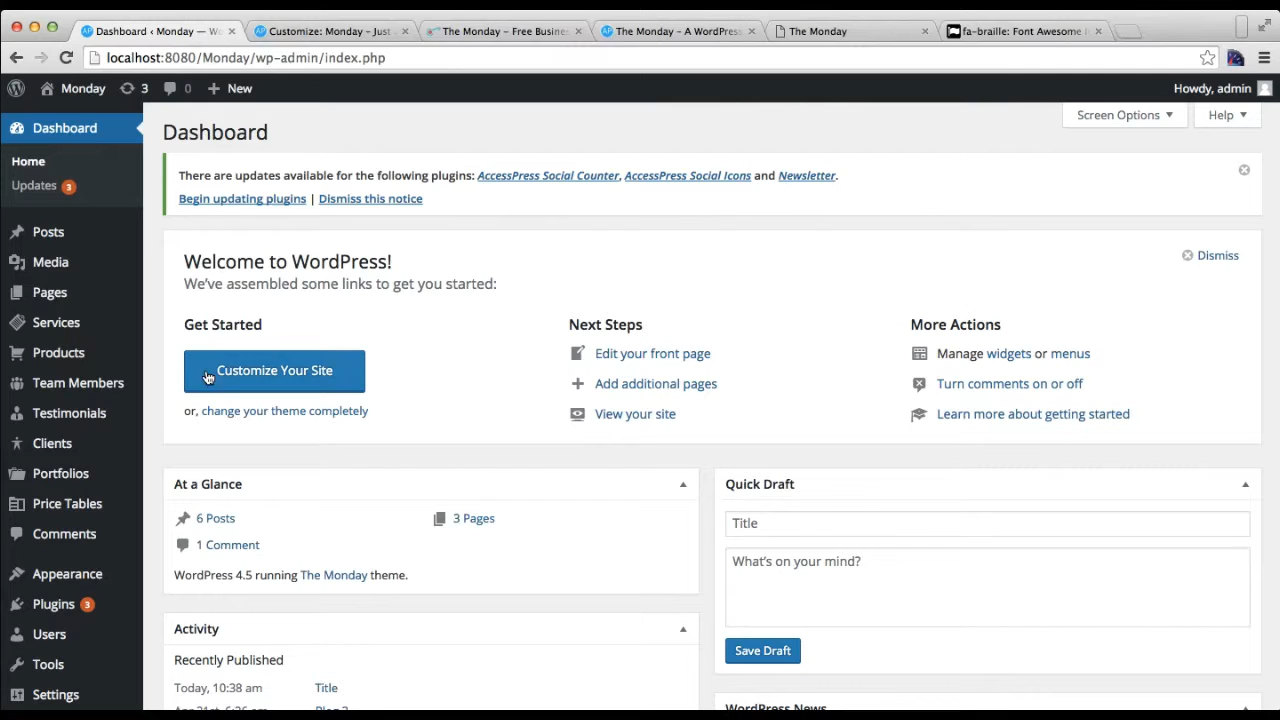 Dashboard ‹ Monday — Wo
Customize: Monday – Just
The Monday – Free Busine
The Monday – A WordPress
The Monday
fa-braille: Font Awesome I
localhost:8080/Monday/wp-admin/index.php
Monday 3 0 New
Howdy, admin
Screen Options
Help
Dashboard
Home
Updates 3
Posts
Media
Pages
Services
Products
Team Members
Testimonials
Clients
Portfolios
Price Tables
Comments
Appearance
Plugins 3
Users
Tools
Settings
Dashboard
There are updates available for the following plugins: AccessPress Social Counter, AccessPress Social Icons and Newsletter.
Begin updating plugins | Dismiss this notice
Welcome to WordPress!
Dismiss
We've assembled some links to get you started:
Get Started
Customize Your Site
or, change your theme completely
Next Steps
Edit your front page
Add additional pages
View your site
More Actions
Manage widgets or menus
Turn comments on or off
Learn more about getting started
At a Glance
6 Posts
3 Pages
1 Comment
WordPress 4.5 running The Monday theme.
Activity
Recently Published
Today, 10:38 am Title
Quick Draft
Title
What's on your mind?
Save Draft
WordPress News